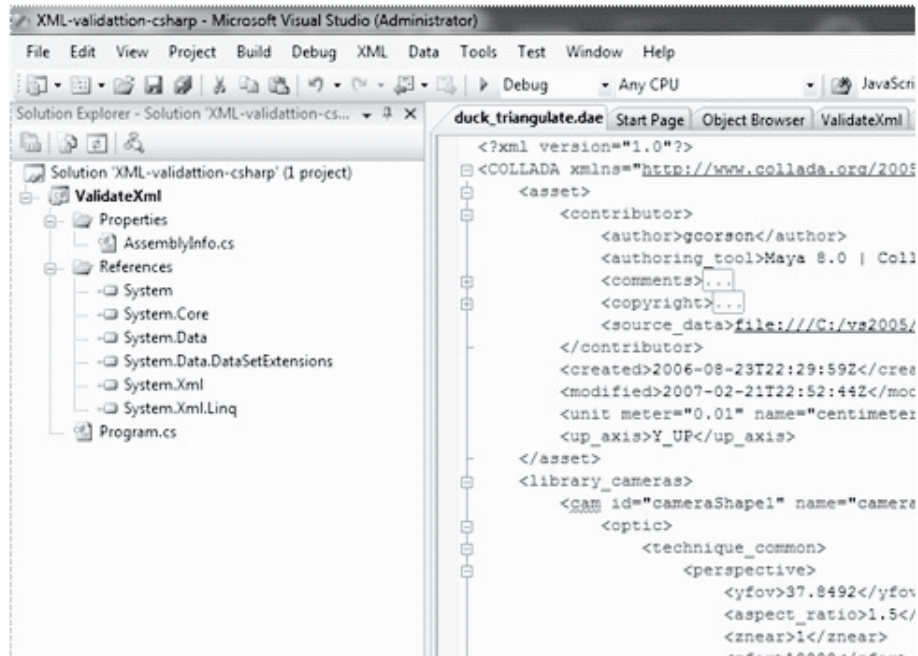 XML-validattion-csharp - Microsoft Visual Studio (Administrator)
File Edit View Project Build Debug XML Data Tools Test Window Help
Debug Any CPU JavaScri
Solution Explorer - Solution 'XML-validattion-cs...
Solution 'XML-validattion-csharp' (1 project)
ValidateXml
Properties
AssemblyInfo.cs
References
System
System.Core
System.Data
System.Data.DataSetExtensions
System.Xml
System.Xml.Linq
Program.cs
duck_triangulate.dae Start Page Object Browser ValidateXml
<?xml version="1.0"?>
<COLLADA xmlns="http://www.collada.org/2005
<asset>
<contributor>
<author>gcorson</author>
<authoring_tool>Maya 8.0 | Coll
<comments>...
<copyright>...
<source_data>file:///C:/vs2005/
</contributor>
<created>2006-08-23T22:29:59Z</crea
<modified>2007-02-21T22:52:44Z</mod
<unit meter="0.01" name="centimeter
<up_axis>Y_UP</up_axis>
</asset>
<library_cameras>
<cam id="cameraShape1" name="camera
<optic>
<technique_common>
<perspective>
<yfov>37.8492</yfov
<aspect_ratio>1.5</
<znear>1</znear>